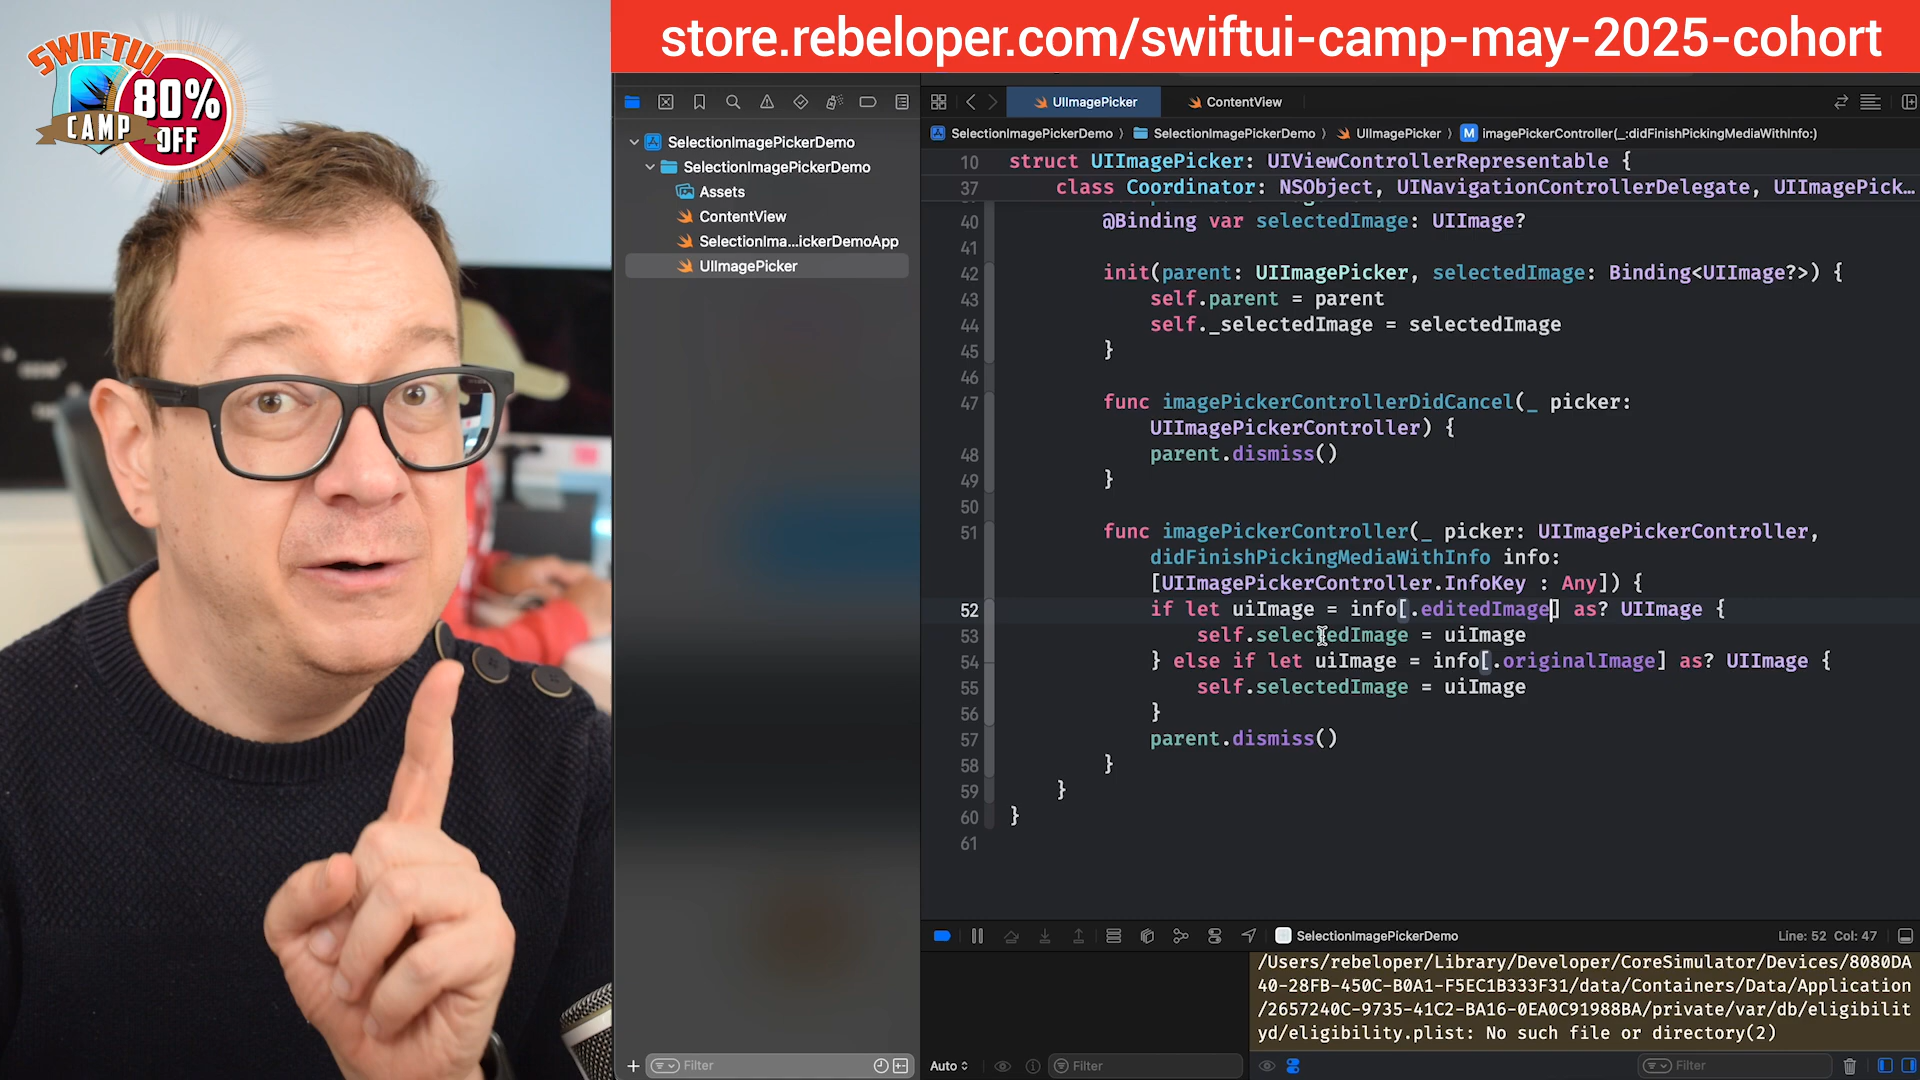 store.rebeloper.com/swiftui-camp-may-2025-cohort
SWIFTUI
CAMP
80%
OFF
UIImagePicker
ContentView
SelectionImagePickerDemo
SelectionImagePickerDemo
Assets
ContentView
SelectionIma...ickerDemoApp
UIImagePicker
SelectionImagePickerDemo ⟩ SelectionImagePickerDemo ⟩ UIImagePicker ⟩ M imagePickerController(_:didFinishPickingMediaWithInfo:)
10 struct UIImagePicker: UIViewControllerRepresentable {
37 class Coordinator: NSObject, UINavigationControllerDelegate, UIImagePick...
40 @Binding var selectedImage: UIImage?
41
42 init(parent: UIImagePicker, selectedImage: Binding<UIImage?>) {
43 self.parent = parent
44 self._selectedImage = selectedImage
45 }
46
47 func imagePickerControllerDidCancel(_ picker:
UIImagePickerController) {
48 parent.dismiss()
49 }
50
51 func imagePickerController(_ picker: UIImagePickerController,
didFinishPickingMediaWithInfo info:
[UIImagePickerController.InfoKey : Any]) {
52 if let uiImage = info[.editedImage] as? UIImage {
53 self.selectedImage = uiImage
54 } else if let uiImage = info[.originalImage] as? UIImage {
55 self.selectedImage = uiImage
56 }
57 parent.dismiss()
58 }
59 }
60 }
61
SelectionImagePickerDemo
Line: 52 Col: 47
/Users/rebeloper/Library/Developer/CoreSimulator/Devices/8080DA
40-28FB-450C-B0A1-F5EC1B333F31/data/Containers/Data/Application
/2657240C-9735-41C2-BA16-0EA0C91988BA/private/var/db/eligibilit
yd/eligibility.plist: No such file or directory(2)
Filter
Auto
Filter
Filter